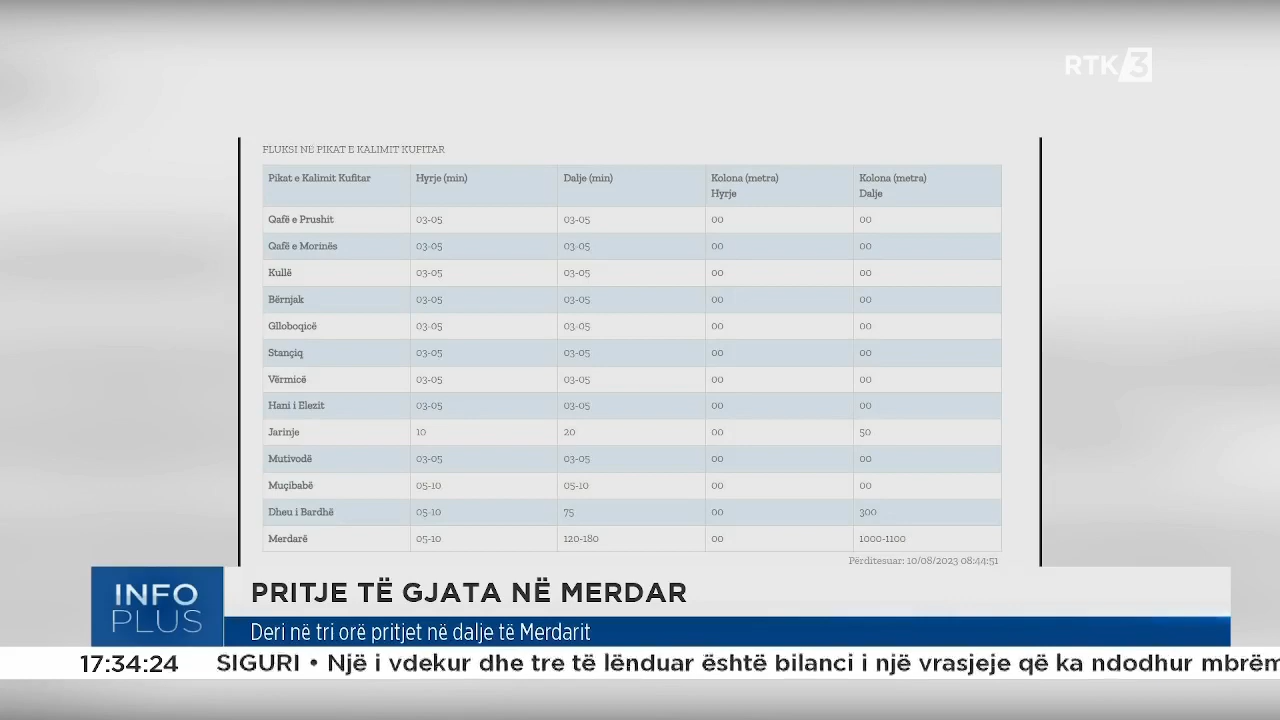 RTK 3
FLUKSI NË PIKAT E KALIMIT KUFITAR
Pikat e Kalimit Kufitar Hyrje (min) Dalje (min) Kolona (metra) Hyrje Kolona (metra) Dalje
Qafë e Prushit 03-05 03-05 00 00
Qafë e Morinës 03-05 03-05 00 00
Kullë 03-05 03-05 00 00
Bërnjak 03-05 03-05 00 00
Glloboqicë 03-05 03-05 00 00
Stançiq 03-05 03-05 00 00
Vërmicë 03-05 03-05 00 00
Hani i Elezit 03-05 03-05 00 00
Jarinje 10 20 00 50
Mutivodë 03-05 03-05 00 00
Muçibabë 05-10 05-10 00 00
Dheu i Bardhë 05-10 75 00 300
Merdarë 05-10 120-180 00 1000-1100
Përditesuar: 10/08/2023 08:44:51
INFO
PLUS
PRITJE TË GJATA NË MERDAR
Deri në tri orë pritjet në dalje të Merdarit
17:34:24 SIGURI • Një i vdekur dhe tre të lënduar është bilanci i një vrasjeje që ka ndodhur mbrëm